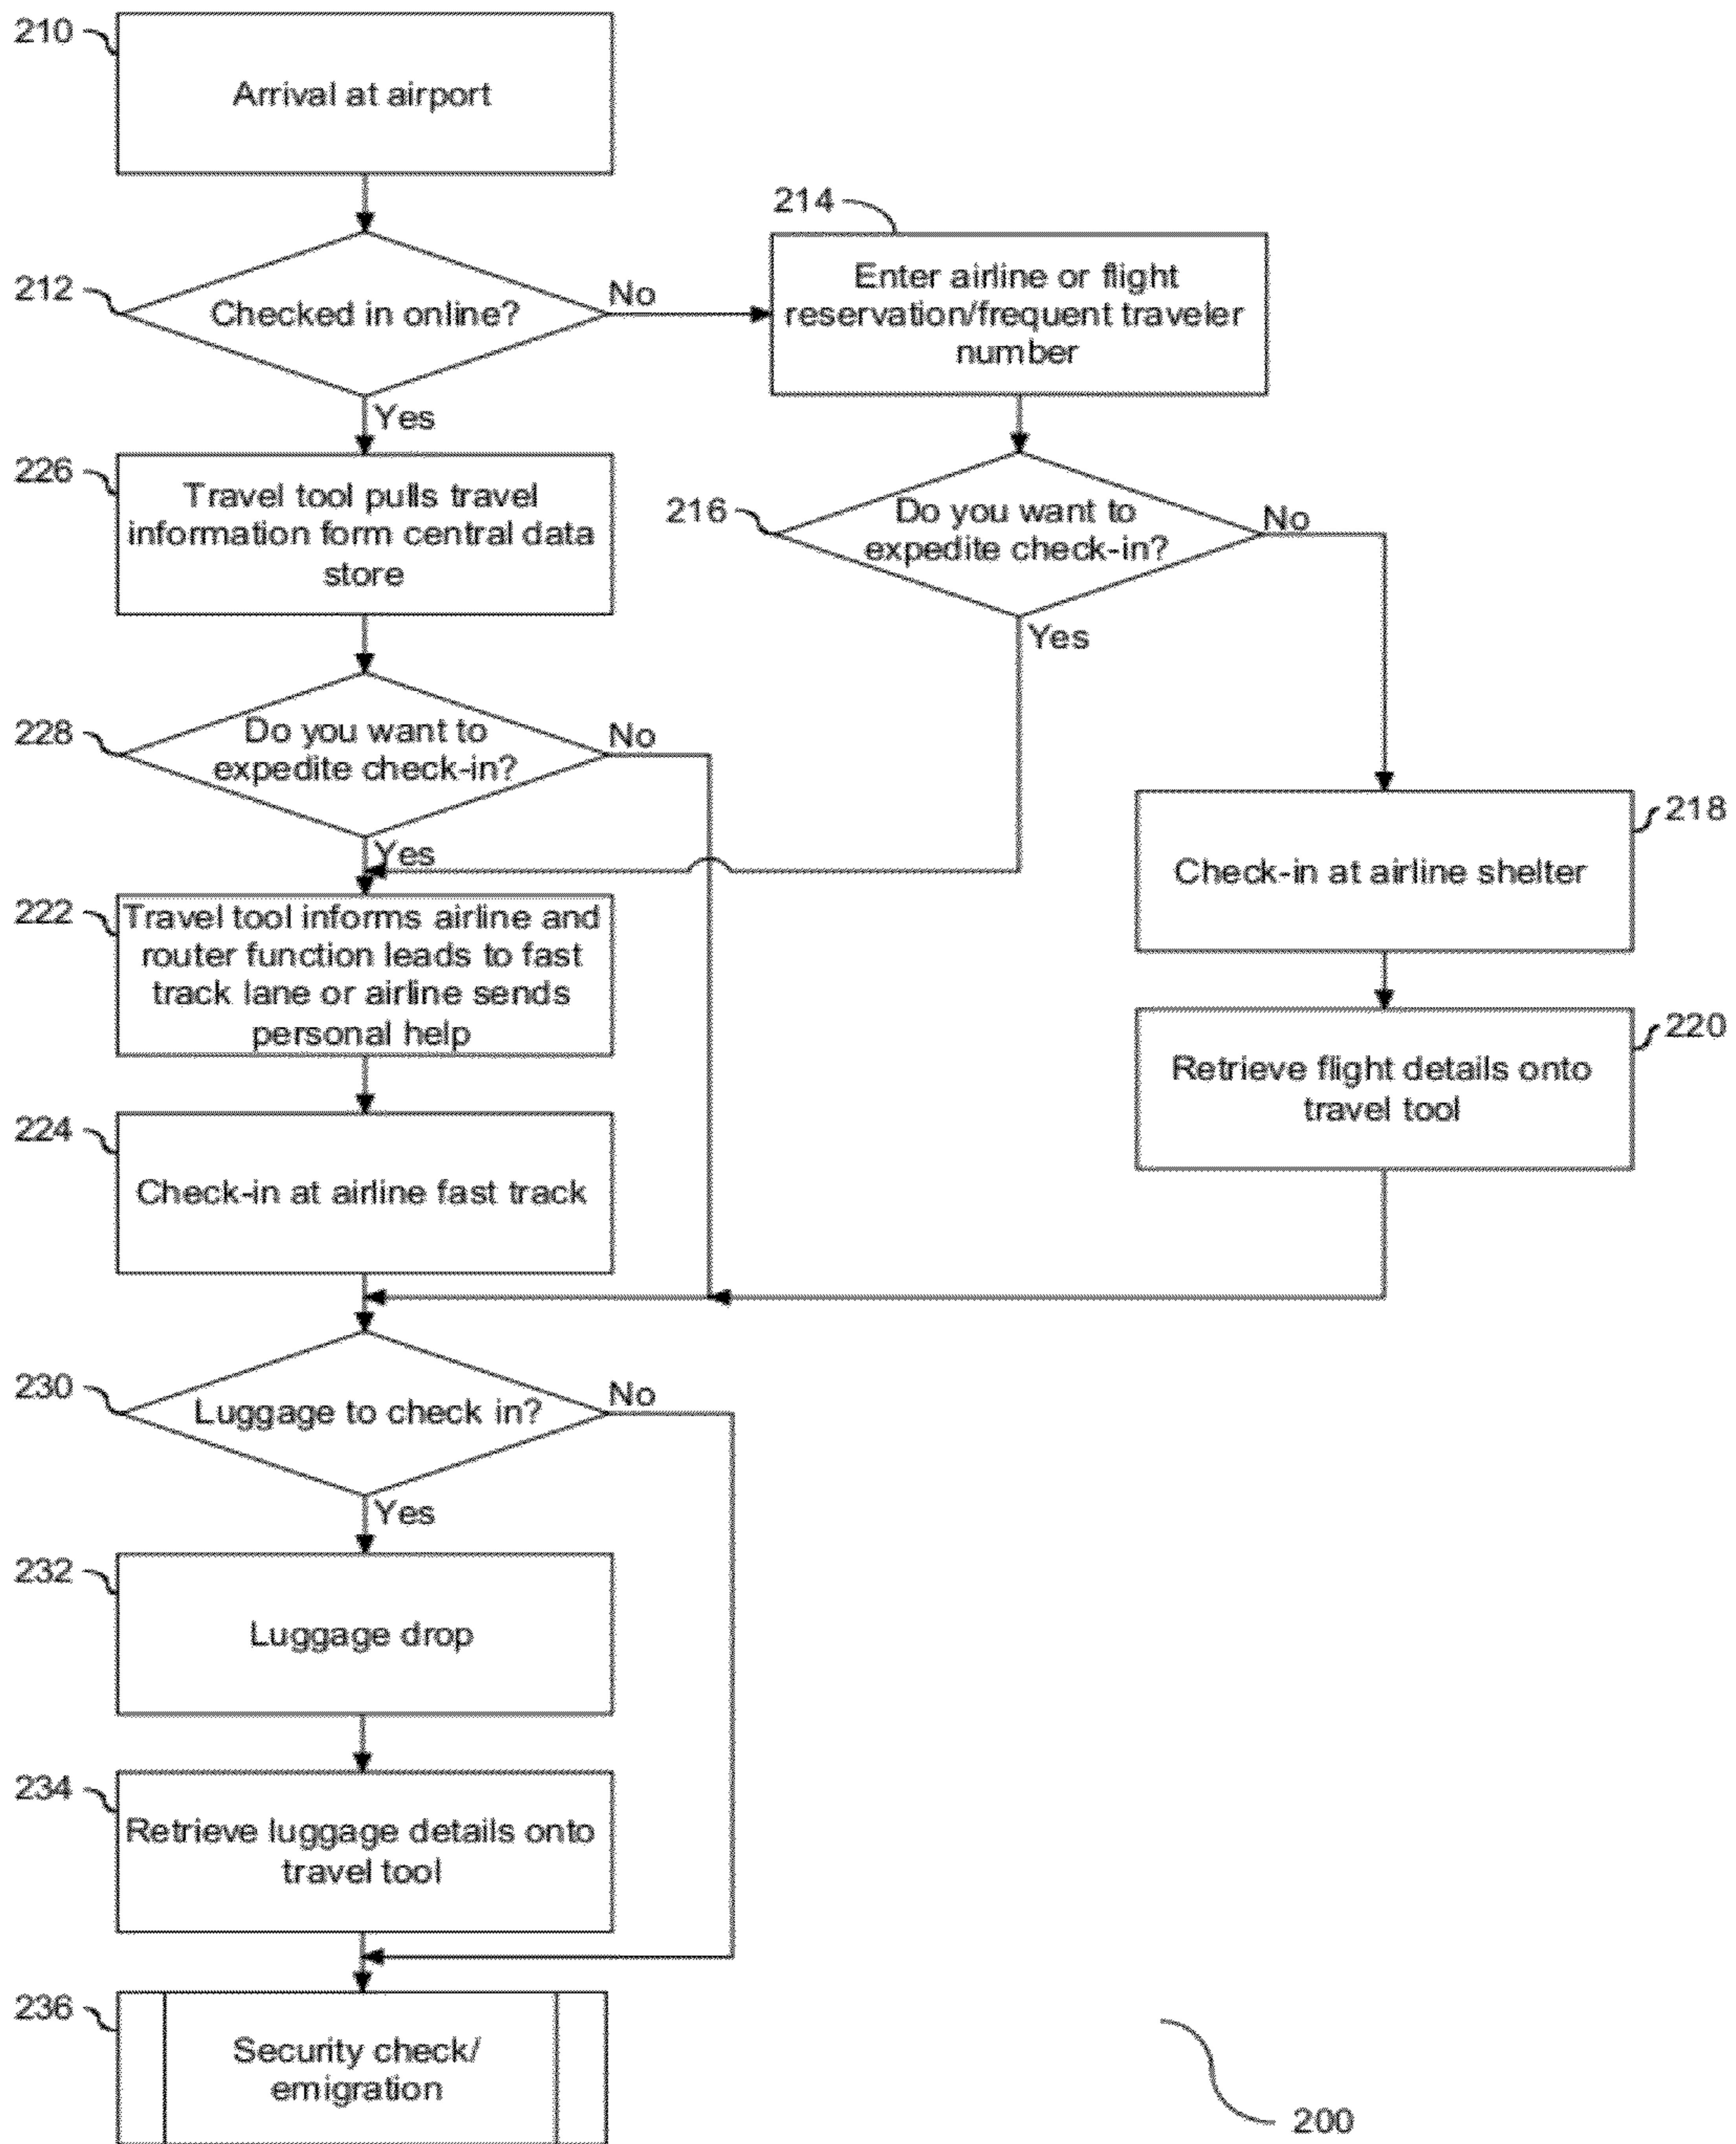 210
Arrival at airport
214
212
Checked in online?
No
Enter airline or flight
reservation/frequent traveler
number
Yes
226
Travel tool pulls travel
information form central data
store
216
Do you want to
expedite check-in?
No
Yes
228
Do you want to
expedite check-in?
No
Yes
218
Check-in at airline shelter
222
Travel tool informs airline and
router function leads to fast
track lane or airline sends
personal help
220
Retrieve flight details onto
travel tool
224
Check-in at airline fast track
230
Luggage to check in?
No
Yes
232
Luggage drop
234
Retrieve luggage details onto
travel tool
236
Security check/
emigration
200